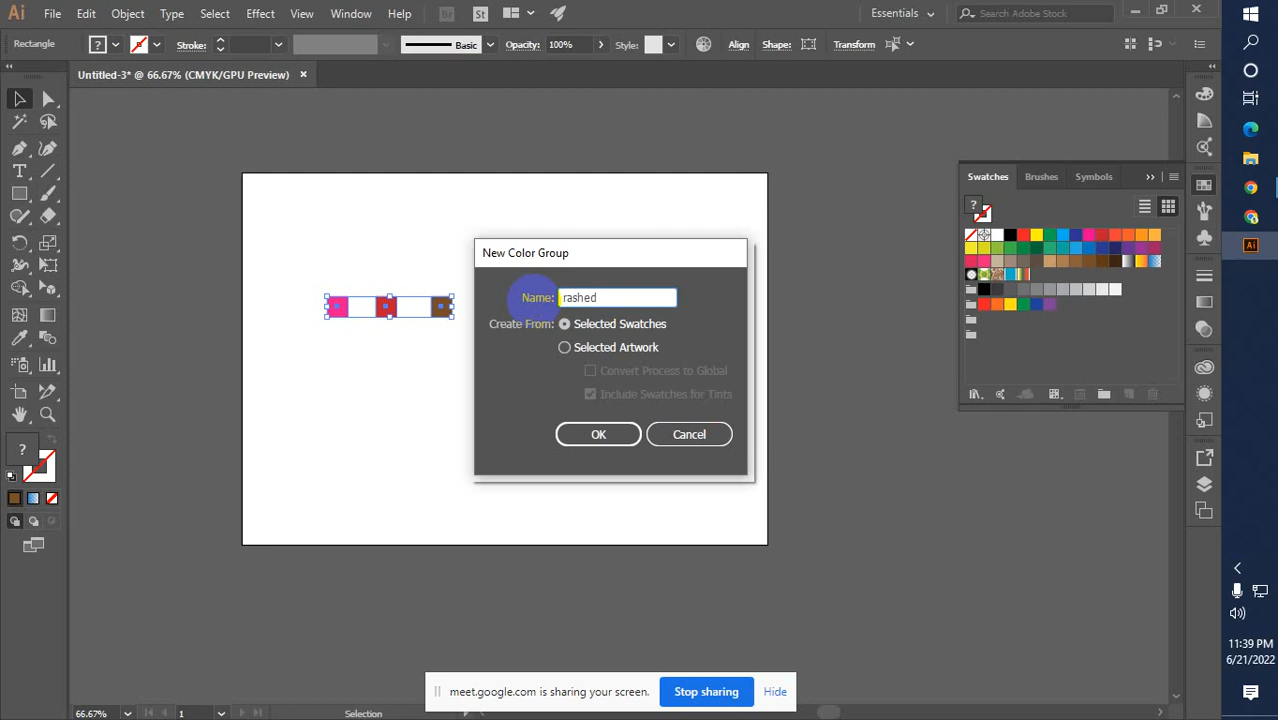 Ai File Edit Object Type Select Effect View Window Help Br St Essentials Search Adobe Stock
Rectangle ? Stroke: Basic Opacity: 100% Style: Align Shape: Transform
Untitled-3* @ 66.67% (CMYK/GPU Preview)
Swatches Brushes Symbols
?
New Color Group
Name: rashed
Create From: Selected Swatches
Selected Artwork
Convert Process to Global
Include Swatches for Tints
OK Cancel
?
Ai
11:39 PM
6/21/2022
meet.google.com is sharing your screen. Stop sharing Hide
66.67% 1 Selection